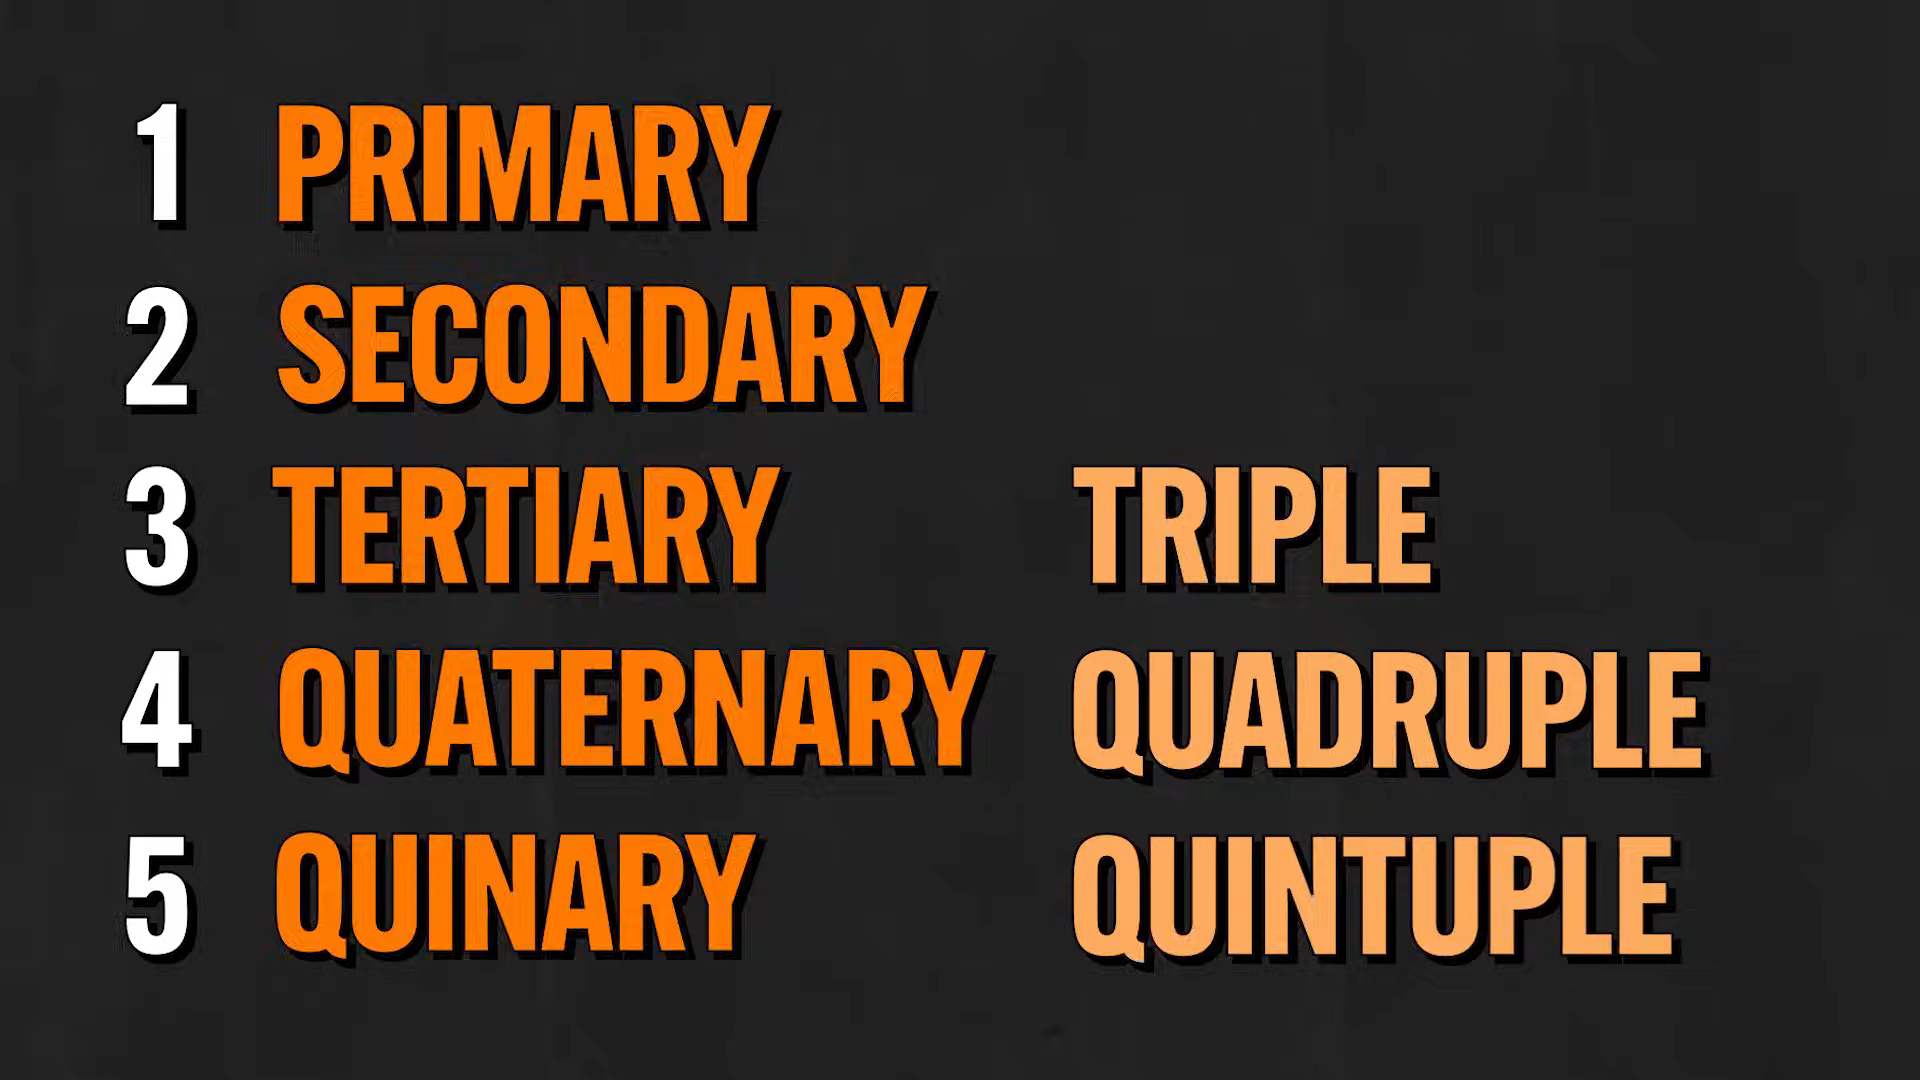 1 PRIMARY
2 SECONDARY
3 TERTIARY TRIPLE
4 QUATERNARY QUADRUPLE
5 QUINARY QUINTUPLE